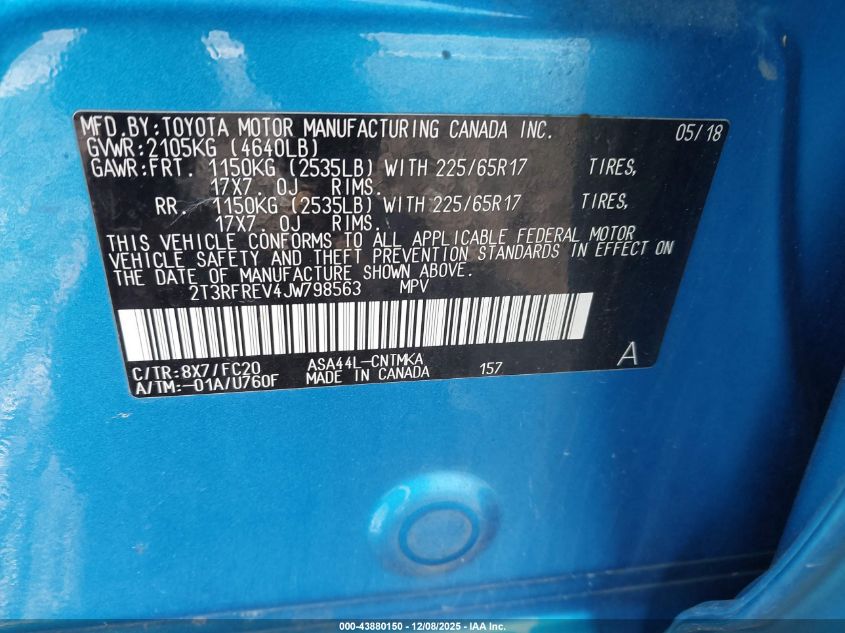 MFD.BY:TOYOTA MOTOR MANUFACTURING CANADA INC. 05/18
GVWR:2105KG (4640LB)
GAWR:FRT. 1150KG (2535LB) WITH 225/65R17 TIRES,
17X7.0J RIMS.
RR. 1150KG (2535LB) WITH 225/65R17 TIRES,
17X7.0J RIMS.
THIS VEHICLE CONFORMS TO ALL APPLICABLE FEDERAL MOTOR
VEHICLE SAFETY AND THEFT PREVENTION STANDARDS IN EFFECT ON
THE DATE OF MANUFACTURE SHOWN ABOVE.
2T3RFREV4JW798563 MPV
C/TR:8X7/FC20 ASA44L-CNTMKA A
A/TM:-01A/U760F MADE IN CANADA 157
000-43880150 - 12/08/2025 - IAA Inc.